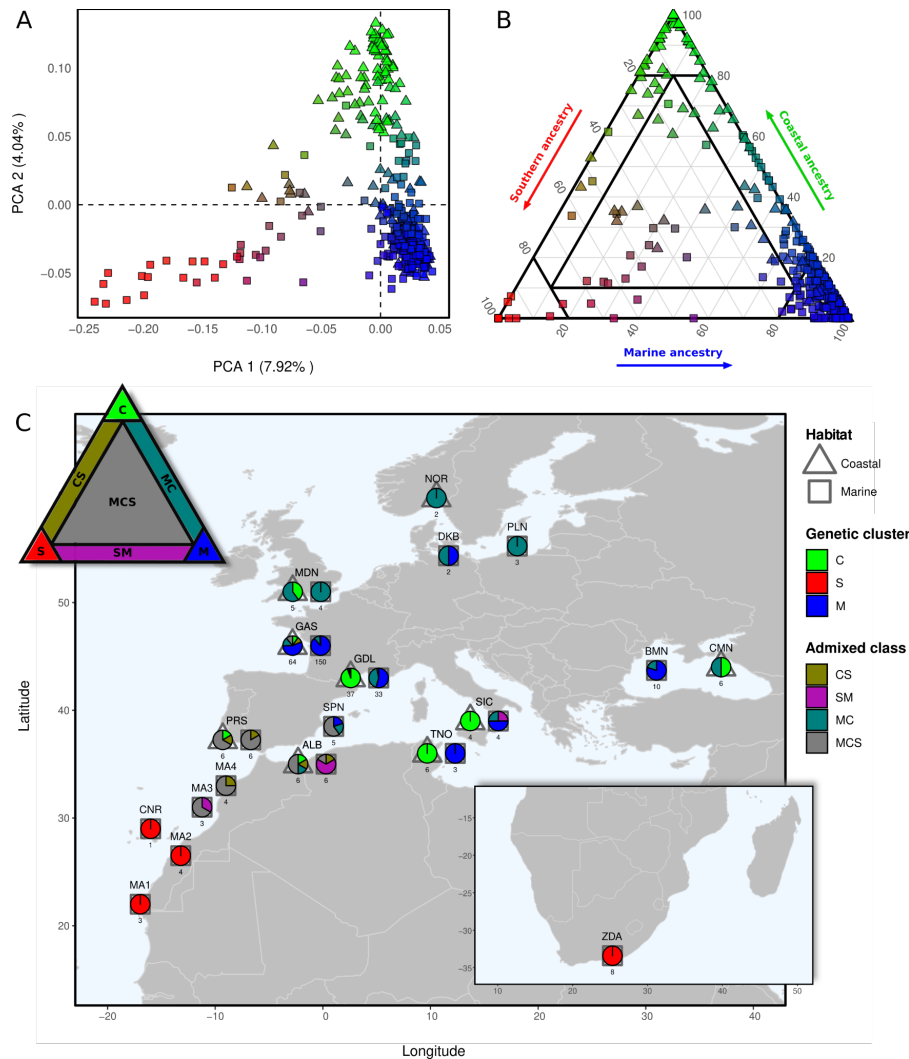 A
PCA 2 (4.04% )
0.10
0.05
0.00
−0.05
−0.25
−0.20
−0.15
−0.10
−0.05
0.00
0.05
PCA 1 (7.92% )
B
100
80
60
40
20
20
40
60
80
100
20
40
60
80
100
Southern ancestry
Coastal ancestry
Marine ancestry
C
C
CS
MC
MCS
S
SM
M
NOR
2
DKB
2
PLN
3
MDN
5
4
GAS
64
150
GDL
37
33
BMN
10
CMN
6
SPN
5
SIC
4
4
PRS
6
6
ALB
6
6
TNO
6
3
MA4
4
MA3
3
CNR
1
MA2
4
MA1
3
ZDA
8
50
40
30
20
Latitude
−20
−10
0
10
20
30
40
Longitude
−15
−20
−25
−30
−35
10
20
30
40
50
Habitat
Coastal
Marine
Genetic cluster
C
S
M
Admixed class
CS
SM
MC
MCS